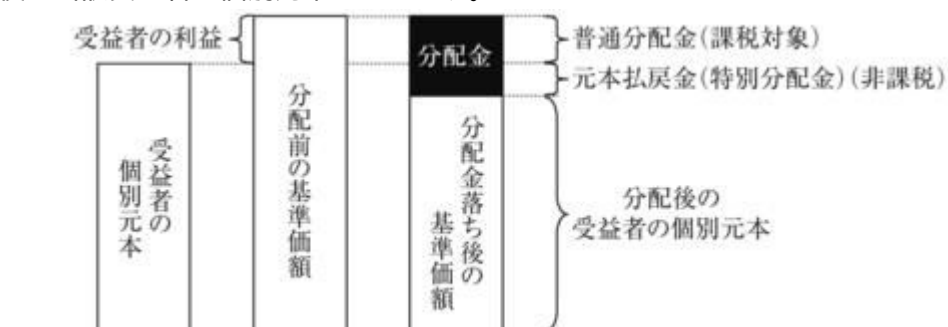 受益者の利益
分配金
普通分配金(課税対象)
元本払戻金(特別分配金)(非課税)
受益者の
個別元本
分配前の基準価額
分配金落ち後の
基準価額
分配後の
受益者の個別元本